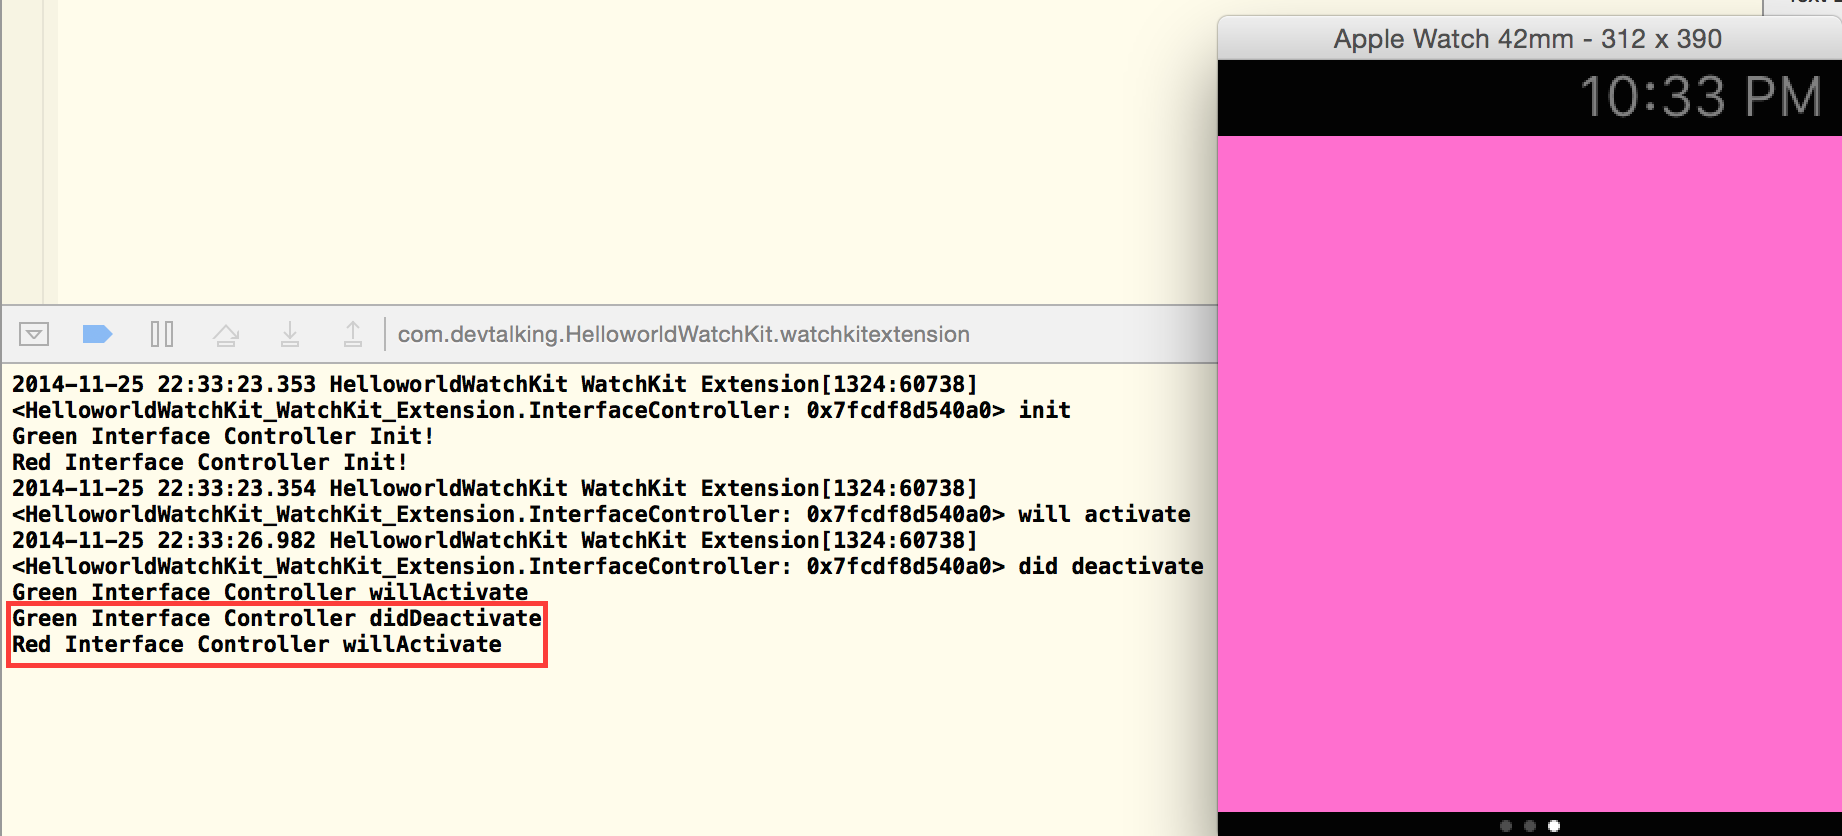 Apple Watch 42mm - 312 x 390
10:33 PM
com.devtalking.HelloworldWatchKit.watchkitextension
2014-11-25 22:33:23.353 HelloworldWatchKit WatchKit Extension[1324:60738]
<HelloworldWatchKit_WatchKit_Extension.InterfaceController: 0x7fcdf8d540a0> init
Green Interface Controller Init!
Red Interface Controller Init!
2014-11-25 22:33:23.354 HelloworldWatchKit WatchKit Extension[1324:60738]
<HelloworldWatchKit_WatchKit_Extension.InterfaceController: 0x7fcdf8d540a0> will activate
2014-11-25 22:33:26.982 HelloworldWatchKit WatchKit Extension[1324:60738]
<HelloworldWatchKit_WatchKit_Extension.InterfaceController: 0x7fcdf8d540a0> did deactivate
Green Interface Controller willActivate
Green Interface Controller didDeactivate
Red Interface Controller willActivate